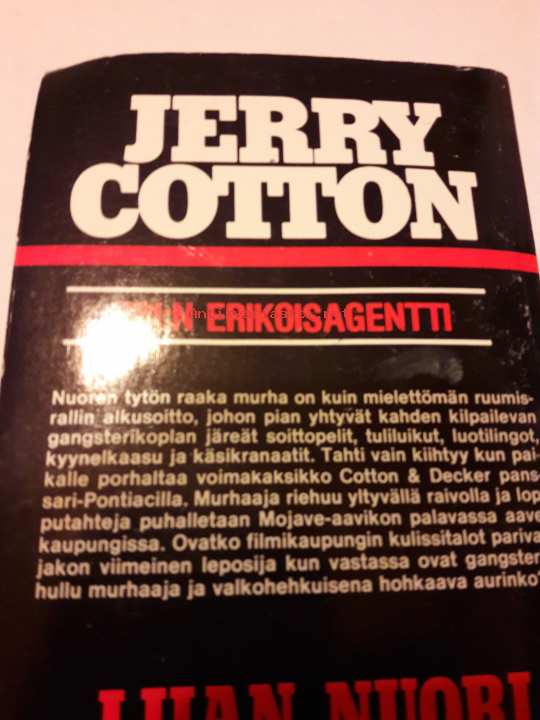 JERRY
COTTON
ERIKOISAGENTTI
Nuoren tytön raaka murha on kuin mielettömän ruumis-
rallin alkusoitto, johon pian yhtyvät kahden kilpailevan
gangsterikoplan järeät soittopelit, tuliluikut, luotilingot,
kyynelkaasu ja käsikranaatit. Tahti vain kiihtyy kun pai-
kalle porhaltaa voimakaksikko Cotton & Decker pans-
sari-Pontiacilla. Murhaaja riehuu yltyvällä raivolla ja lop
putahteja puhalletaan Mojave-aavikon palavassa aave
kaupungissa. Ovatko filmikaupungin kulissitalot pariva
jakon viimeinen leposija kun vastassa ovat gangster
hullu murhaaja ja valkohehkuisena hohkaava aurinko
LIIAN NUORI